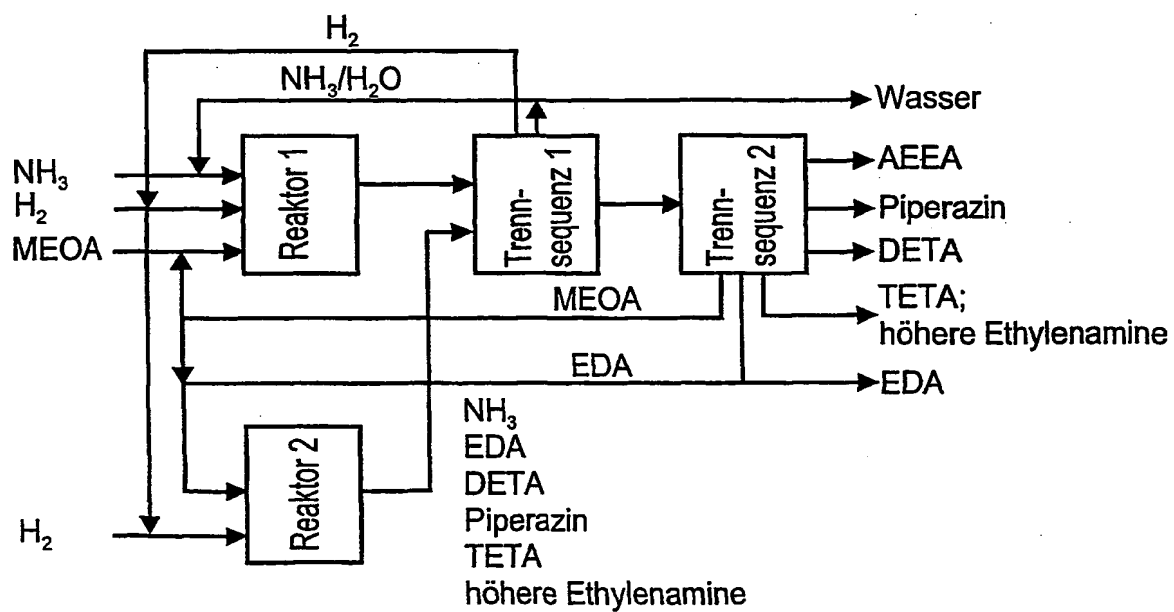 H₂
NH₃/H₂O
Wasser
NH₃
H₂
MEOA
Reaktor 1
Trenn-
sequenz 1
Trenn-
sequenz 2
AEEA
Piperazin
DETA
MEOA
TETA;
höhere Ethylenamine
EDA
EDA
Reaktor 2
NH₃
EDA
DETA
Piperazin
TETA
höhere Ethylenamine
H₂